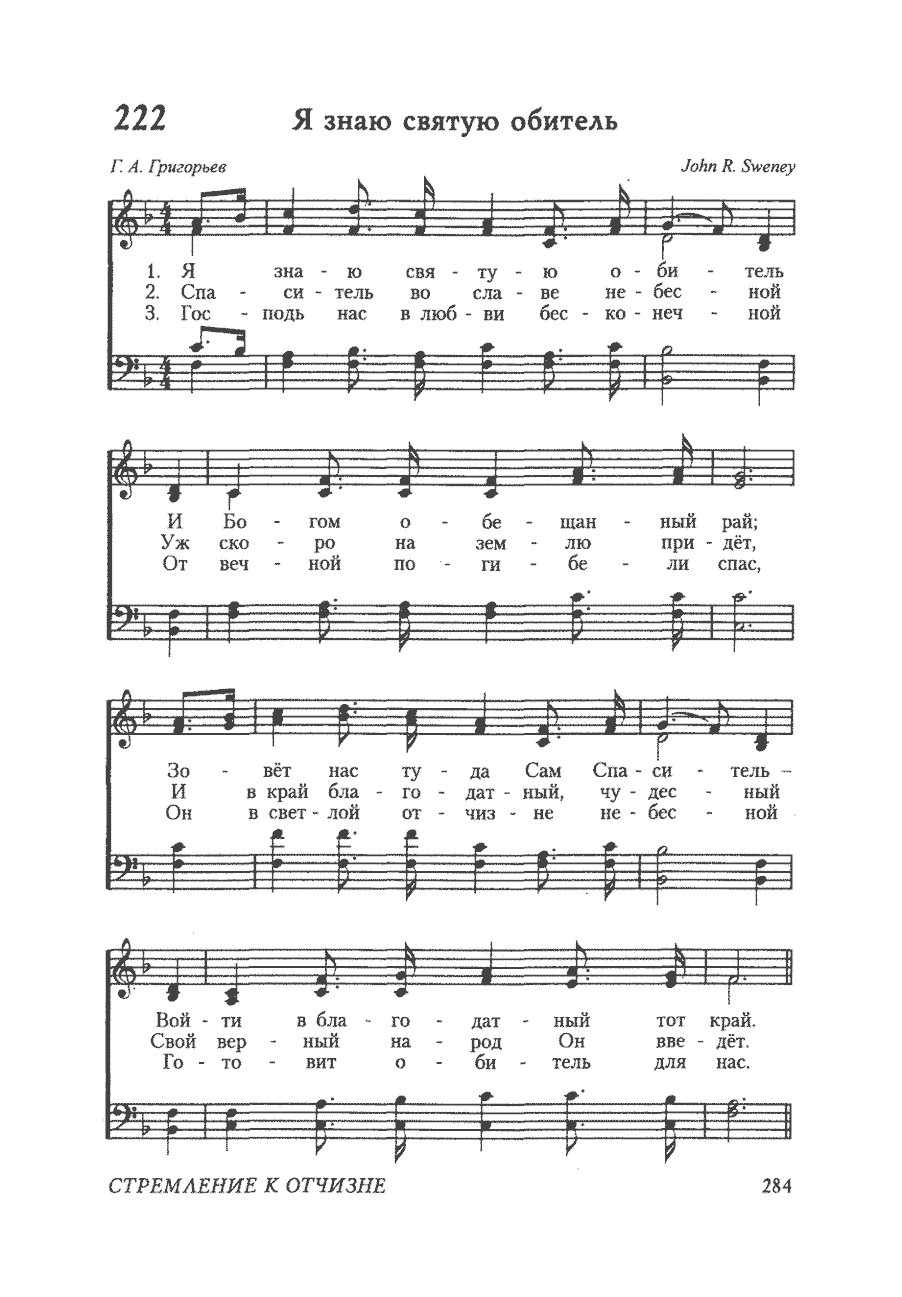 222 Я знаю святую обитель
Г. А. Григорьев John R. Sweney
1. Я зна - ю свя - ту - ю о - би - тель
2. Спа - си - тель во сла - ве не - бес - ной
3. Гос - подь нас в люб - ви бес - ко - неч - ной
И Бо - гом о - бе - щан - ный рай;
Уж ско - ро на зем - лю при - дёт,
От веч - ной по - ги - бе - ли спас,
Зо - вёт нас ту - да Сам Спа - си - тель –
И в край бла - го - дат - ный, чу - дес - ный
Он в свет - лой от - чиз - не не - бес - ной
Вой - ти в бла - го - дат - ный тот край.
Свой вер - ный на - род Он вве - дёт.
Го - то - вит о - би - тель для нас.
СТРЕМЛЕНИЕ К ОТЧИЗНЕ 284